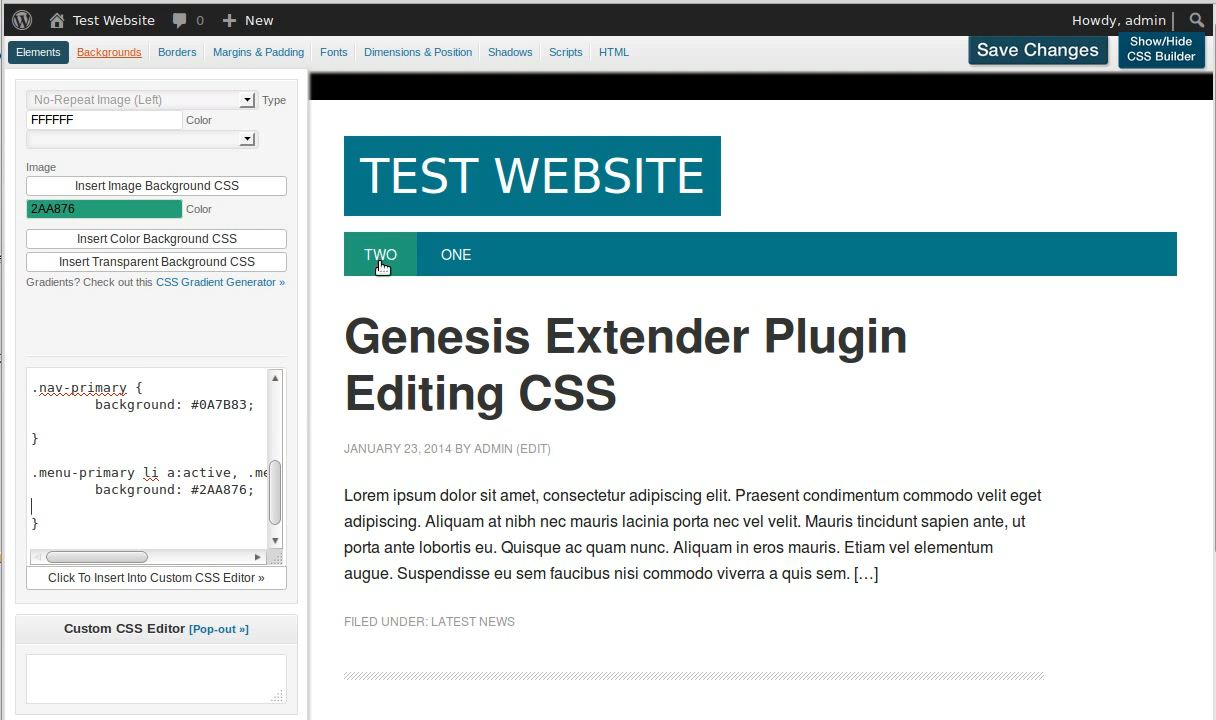 Test Website 0 New Howdy, admin
Elements Backgrounds Borders Margins & Padding Fonts Dimensions & Position Shadows Scripts HTML
Save Changes
Show/Hide
CSS Builder
No-Repeat Image (Left) Type
FFFFFF Color
Image
Insert Image Background CSS
2AA876 Color
Insert Color Background CSS
Insert Transparent Background CSS
Gradients? Check out this CSS Gradient Generator »
.nav-primary {
background: #0A7B83;
}
.menu-primary li a:active, .me
background: #2AA876;
}
Click To Insert Into Custom CSS Editor »
Custom CSS Editor [Pop-out »]
TEST WEBSITE
TWO ONE
Genesis Extender Plugin
Editing CSS
JANUARY 23, 2014 BY ADMIN (EDIT)
Lorem ipsum dolor sit amet, consectetur adipiscing elit. Praesent condimentum commodo velit eget
adipiscing. Aliquam at nibh nec mauris lacinia porta nec vel velit. Mauris tincidunt sapien ante, ut
porta ante lobortis eu. Quisque ac quam nunc. Aliquam in eros mauris. Etiam vel elementum
augue. Suspendisse eu sem faucibus nisi commodo viverra a quis sem. […]
FILED UNDER: LATEST NEWS